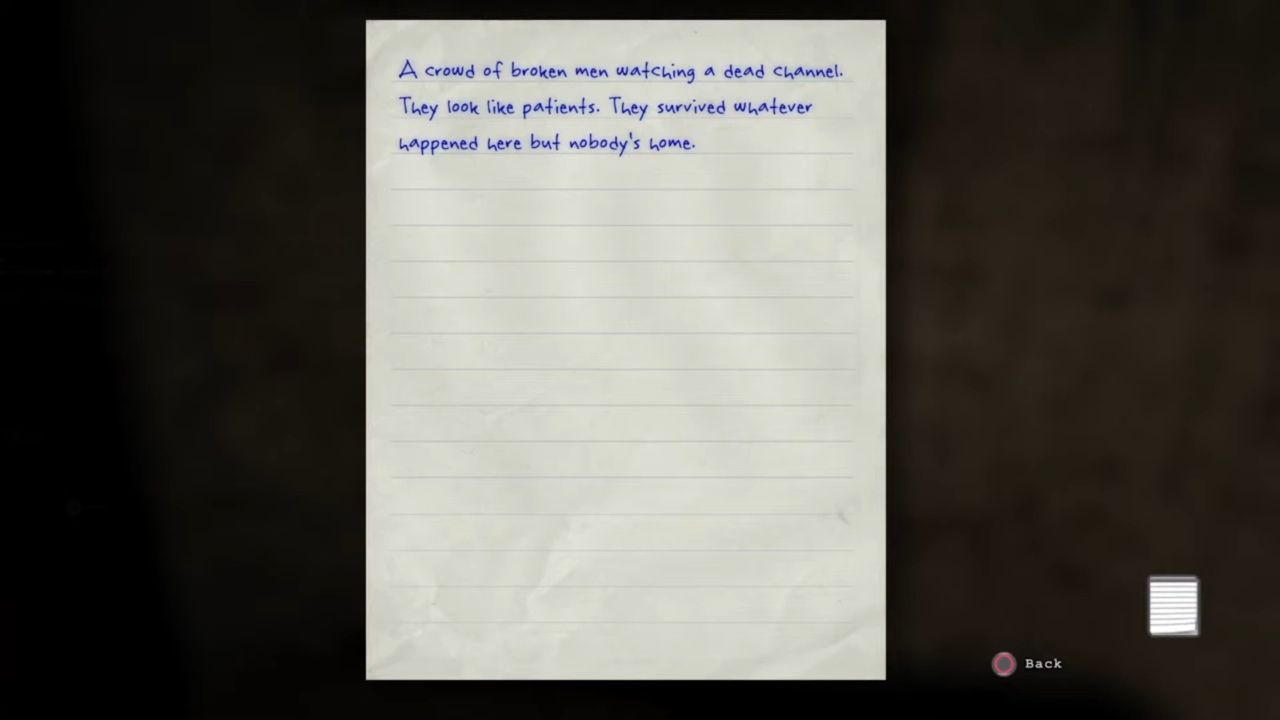 A crowd of broken men watching a dead channel.
They look like patients. They survived whatever
happened here but nobody's home.
Back